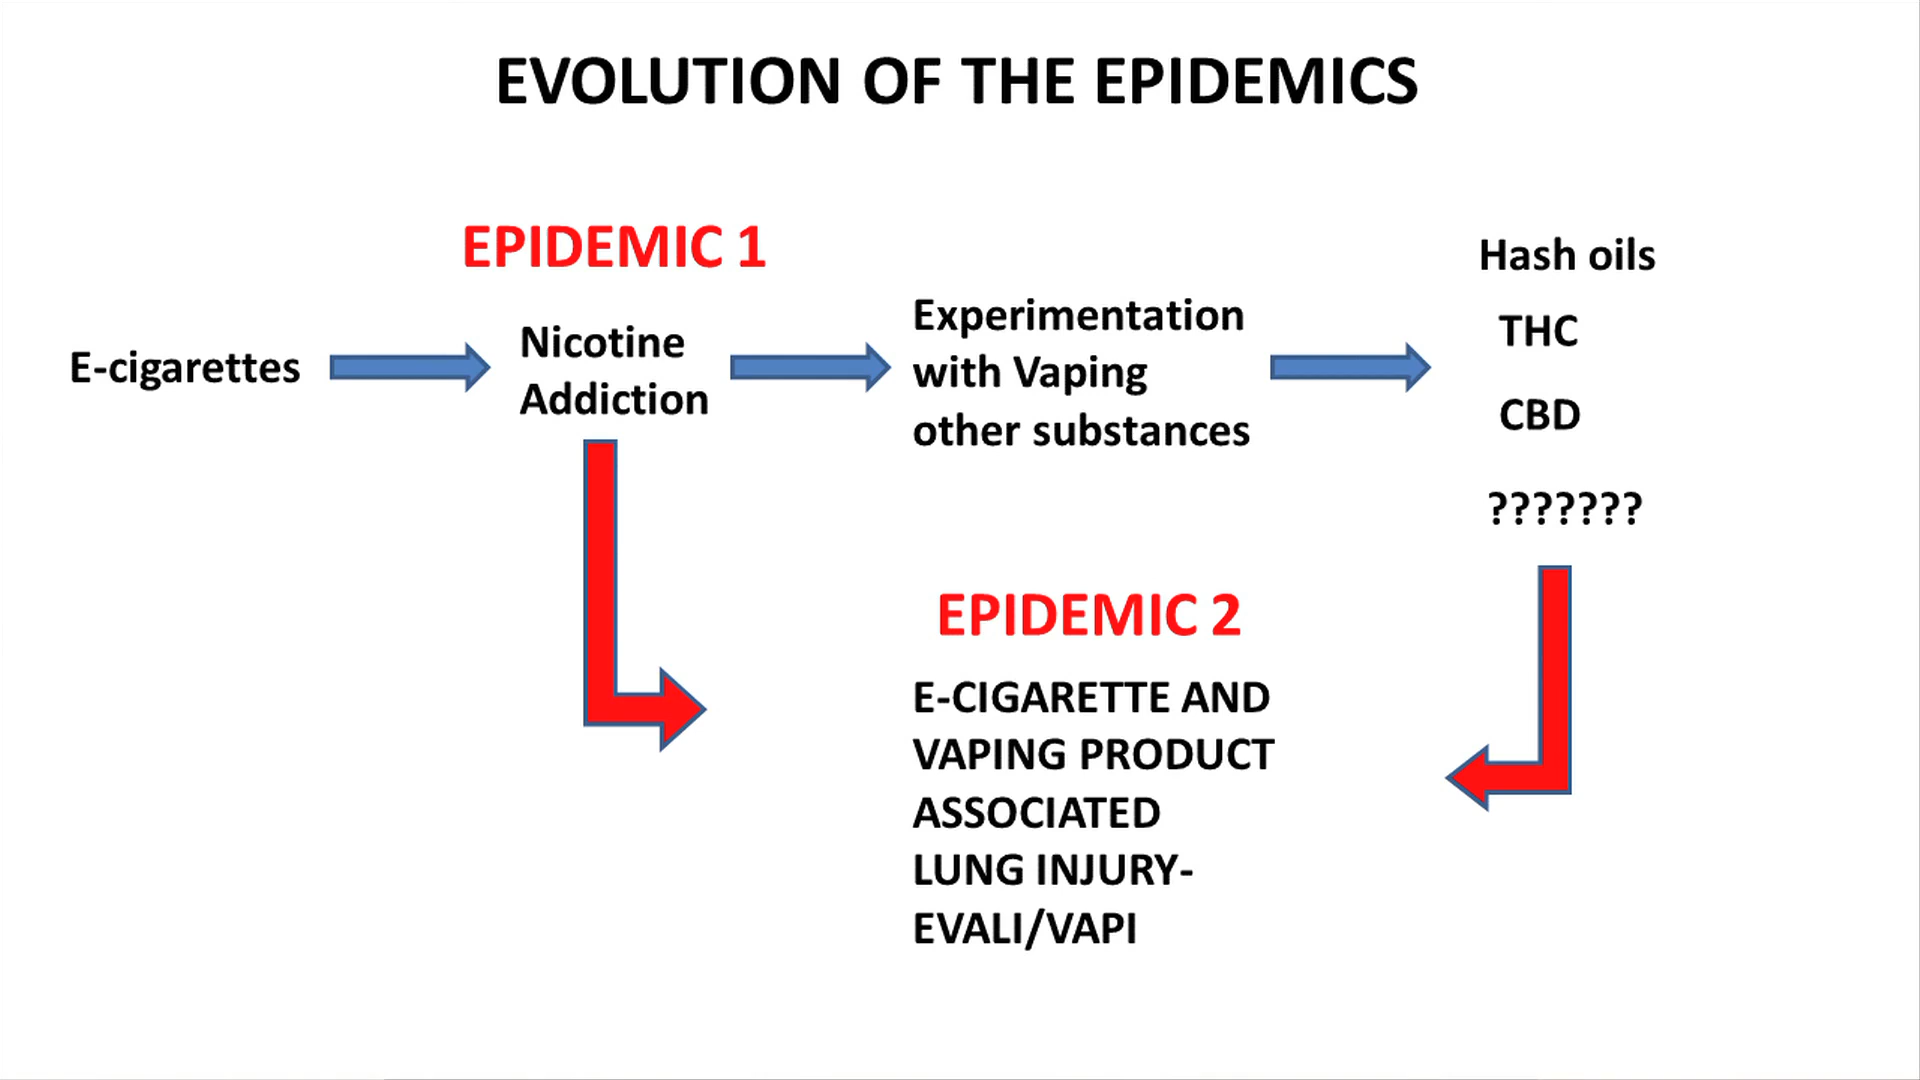 EVOLUTION OF THE EPIDEMICS
EPIDEMIC 1
E-cigarettes
Nicotine
Addiction
Experimentation
with Vaping
other substances
Hash oils
THC
CBD
???????
EPIDEMIC 2
E-CIGARETTE AND
VAPING PRODUCT
ASSOCIATED
LUNG INJURY-
EVALI/VAPI